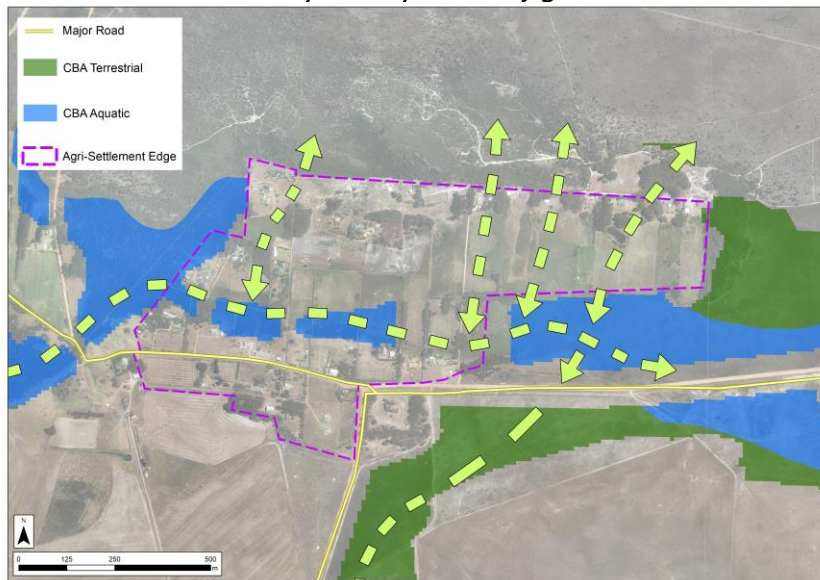 Major Road
CBA Terrestrial
CBA Aquatic
Agri-Settlement Edge
N
0 125 250 500
m